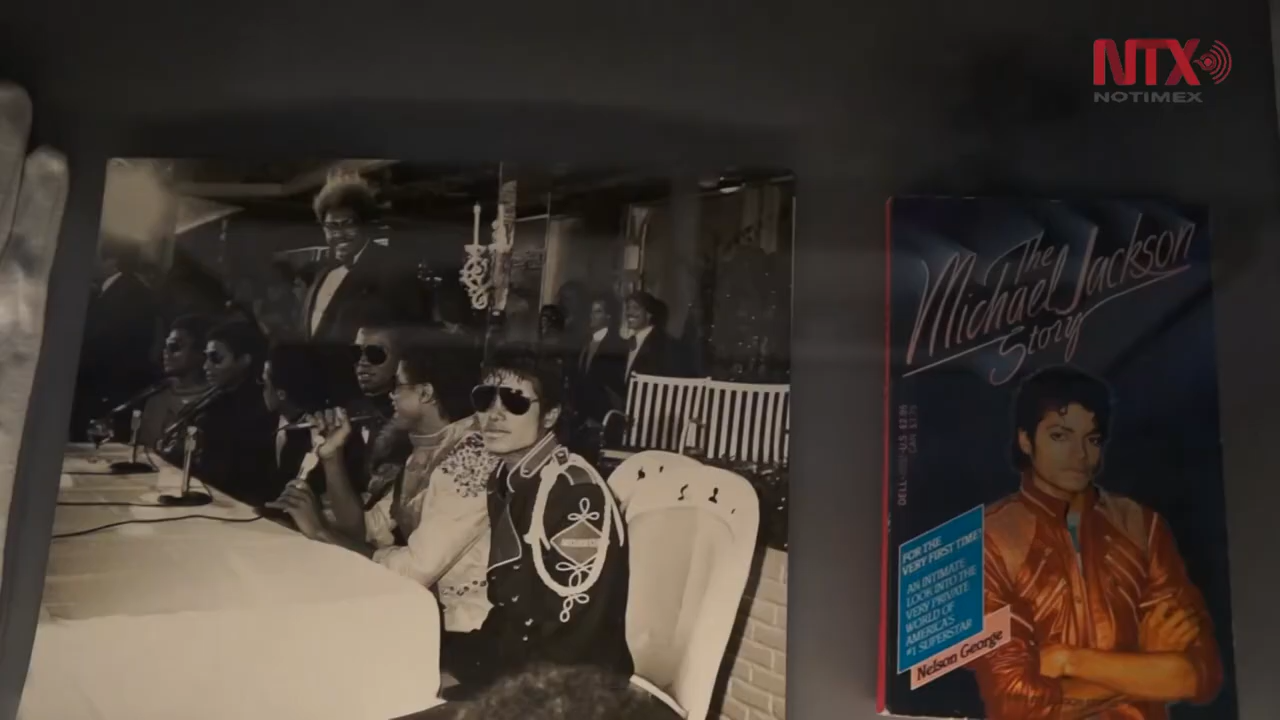 NTX
NOTIMEX
The
Michael Jackson
Story
FOR THE
VERY FIRST TIME
AN INTIMATE
LOOK INTO THE
VERY PRIVATE
WORLD OF
AMERICA'S
#1 SUPERSTAR
Nelson George